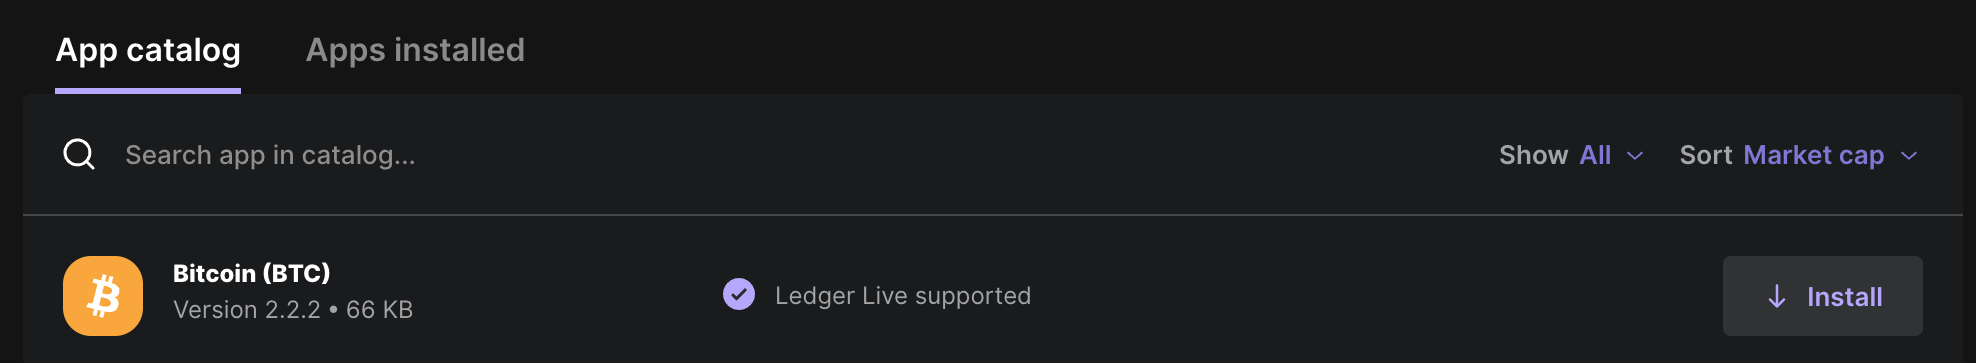 App catalog Apps installed
Search app in catalog... Show All Sort Market cap
Bitcoin (BTC)
Version 2.2.2 • 66 KB
Ledger Live supported
Install